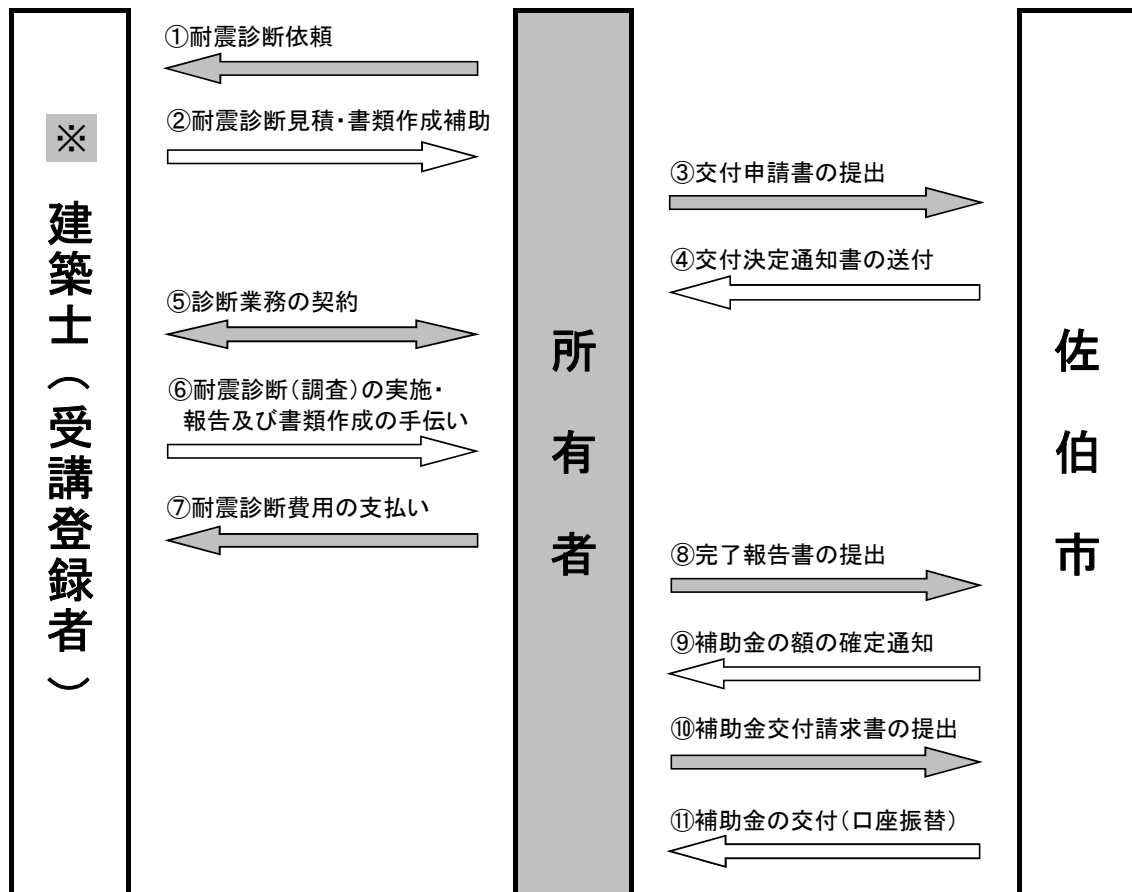 ※建築士（受講登録者）
①耐震診断依頼
②耐震診断見積・書類作成補助
⑤診断業務の契約
⑥耐震診断（調査）の実施・
報告及び書類作成の手伝い
⑦耐震診断費用の支払い
所有者
③交付申請書の提出
④交付決定通知書の送付
⑧完了報告書の提出
⑨補助金の額の確定通知
⑩補助金交付請求書の提出
⑪補助金の交付（口座振替）
佐伯市